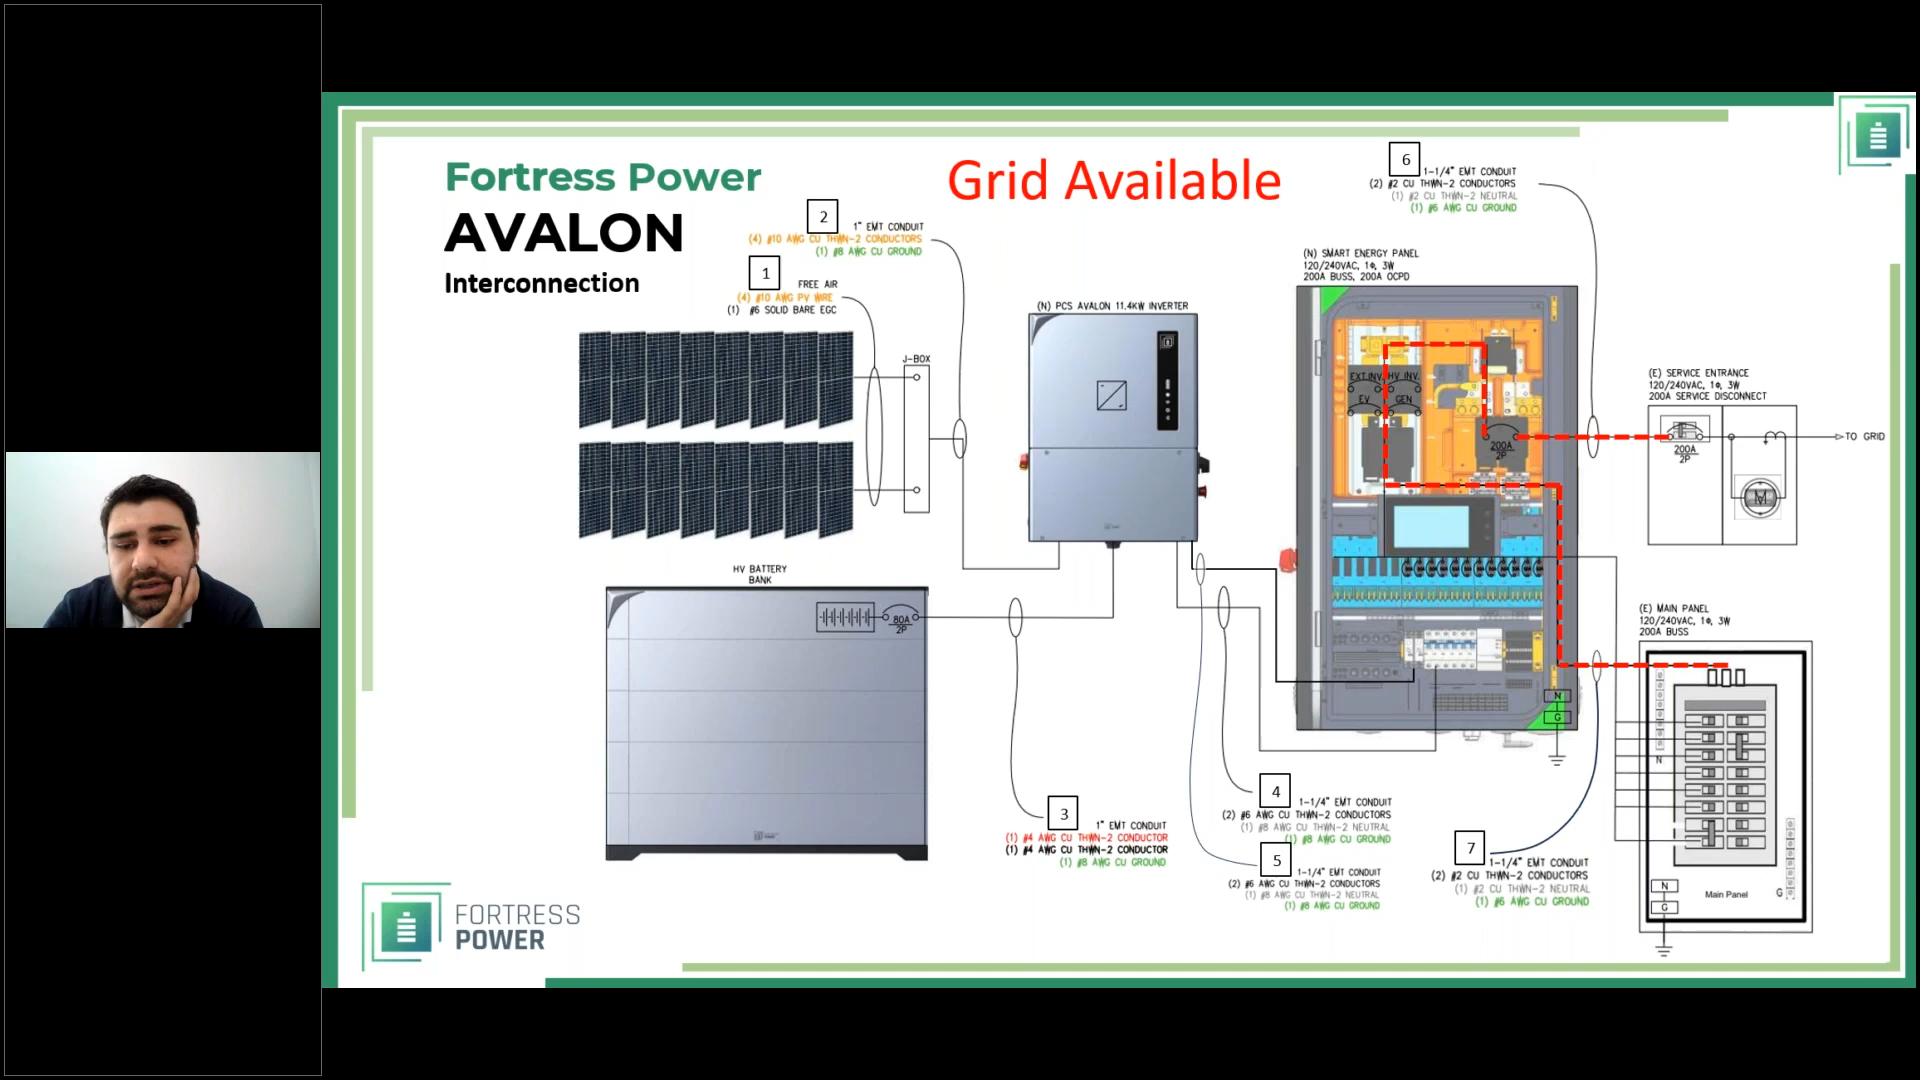 Fortress Power
AVALON
Interconnection
Grid Available
2
1" EMT CONDUIT
(4) #10 AWG CU THWN-2 CONDUCTORS
(1) #8 AWG CU GROUND
1
FREE AIR
(4) #10 AWG PV WIRE
(1) #6 SOLID BARE EGC
J-BOX
(N) PCS AVALON 11.4KW INVERTER
6
1-1/4" EMT CONDUIT
(2) #2 CU THWN-2 CONDUCTORS
(1) #2 CU THWN-2 NEUTRAL
(1) #6 AWG CU GROUND
(N) SMART ENERGY PANEL
120/240VAC, 1Φ, 3W
200A BUSS, 200A OCPD
EXT.INV.
HV INV.
EV
GEN
200A
2P
(E) SERVICE ENTRANCE
120/240VAC, 1Φ, 3W
200A SERVICE DISCONNECT
200A
2P
M
TO GRID
HV BATTERY
BANK
80A
2P
N
G
(E) MAIN PANEL
120/240VAC, 1Φ, 3W
200A BUSS
N
Main Panel
G
N
G
3
1" EMT CONDUIT
(1) #4 AWG CU THWN-2 CONDUCTOR
(1) #4 AWG CU THWN-2 CONDUCTOR
(1) #8 AWG CU GROUND
4
1-1/4" EMT CONDUIT
(2) #6 AWG CU THWN-2 CONDUCTORS
(1) #8 AWG CU THWN-2 NEUTRAL
(1) #8 AWG CU GROUND
5
1-1/4" EMT CONDUIT
(2) #6 AWG CU THWN-2 CONDUCTORS
(1) #8 AWG CU THWN-2 NEUTRAL
(1) #8 AWG CU GROUND
7
1-1/4" EMT CONDUIT
(2) #2 CU THWN-2 CONDUCTORS
(1) #2 CU THWN-2 NEUTRAL
(1) #6 AWG CU GROUND
FORTRESS
POWER